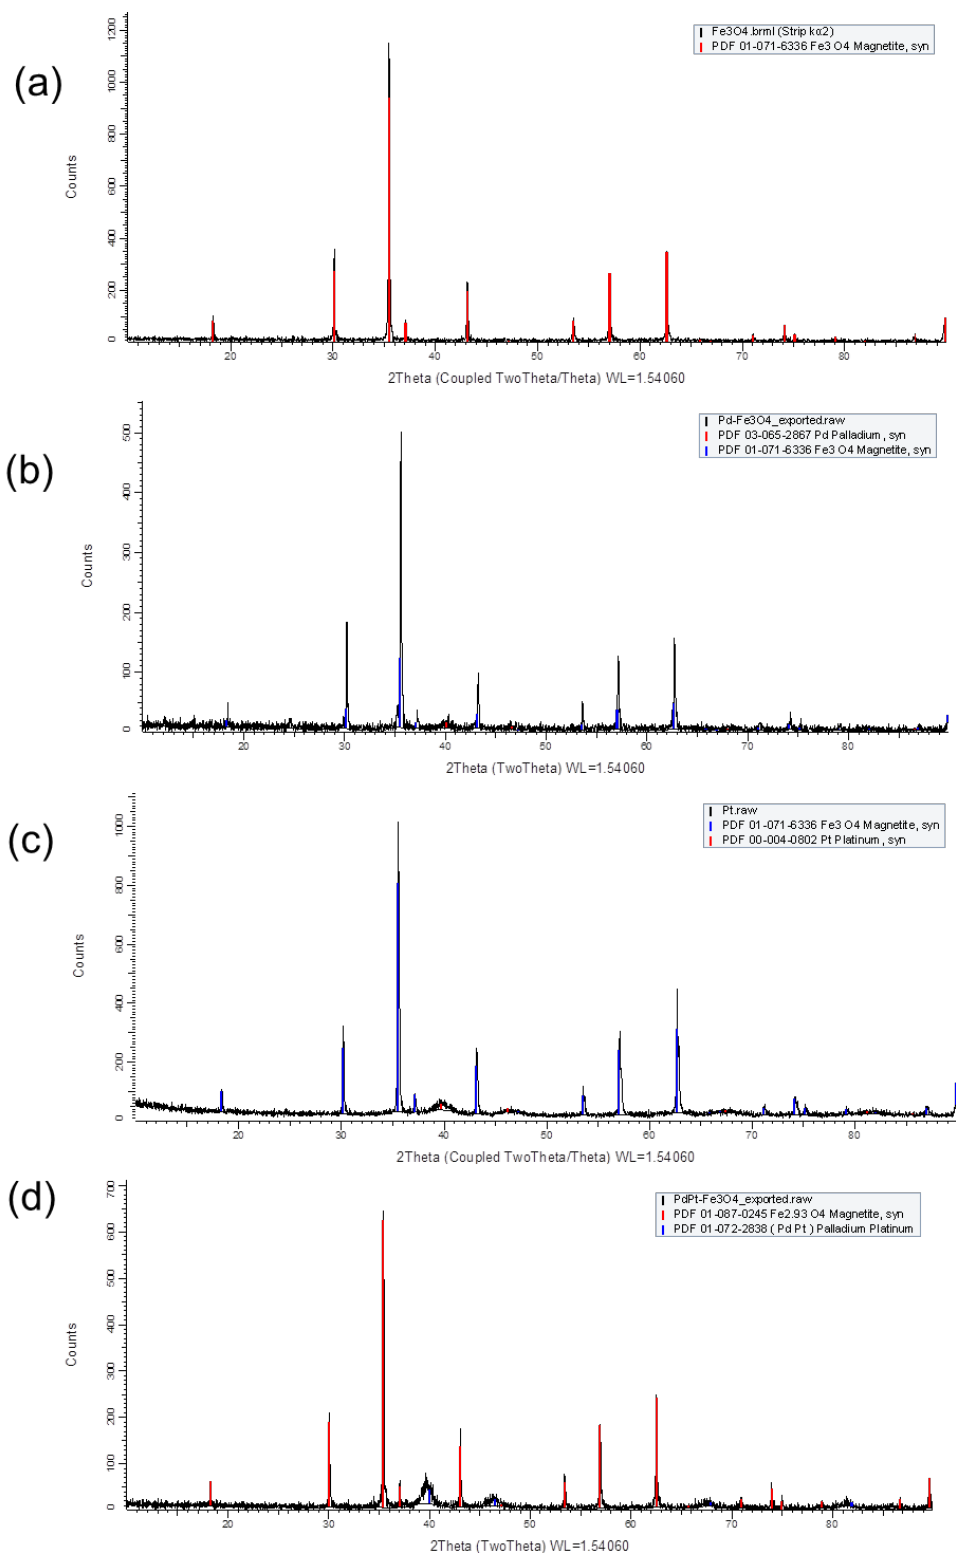 (a)
Fe3O4.brml (Strip kα2)
PDF 01-071-6336 Fe3 O4 Magnetite, syn
Counts
1200
1000
800
600
400
200
0
20 30 40 50 60 70 80
2Theta (Coupled TwoTheta/Theta) WL=1.54060
(b)
Pd-Fe3O4_exported.raw
PDF 03-065-2867 Pd Palladium, syn
PDF 01-071-6336 Fe3 O4 Magnetite, syn
Counts
500
400
300
200
100
0
20 30 40 50 60 70 80
2Theta (TwoTheta) WL=1.54060
(c)
Pt.raw
PDF 01-071-6336 Fe3 O4 Magnetite, syn
PDF 00-004-0802 Pt Platinum, syn
Counts
1000
800
600
400
200
0
20 30 40 50 60 70 80
2Theta (Coupled TwoTheta/Theta) WL=1.54060
(d)
PdPt-Fe3O4_exported.raw
PDF 01-087-0245 Fe2.93 O4 Magnetite, syn
PDF 01-072-2838 ( Pd Pt ) Palladium Platinum
Counts
700
600
500
400
300
200
100
0
20 30 40 50 60 70 80
2Theta (TwoTheta) WL=1.54060